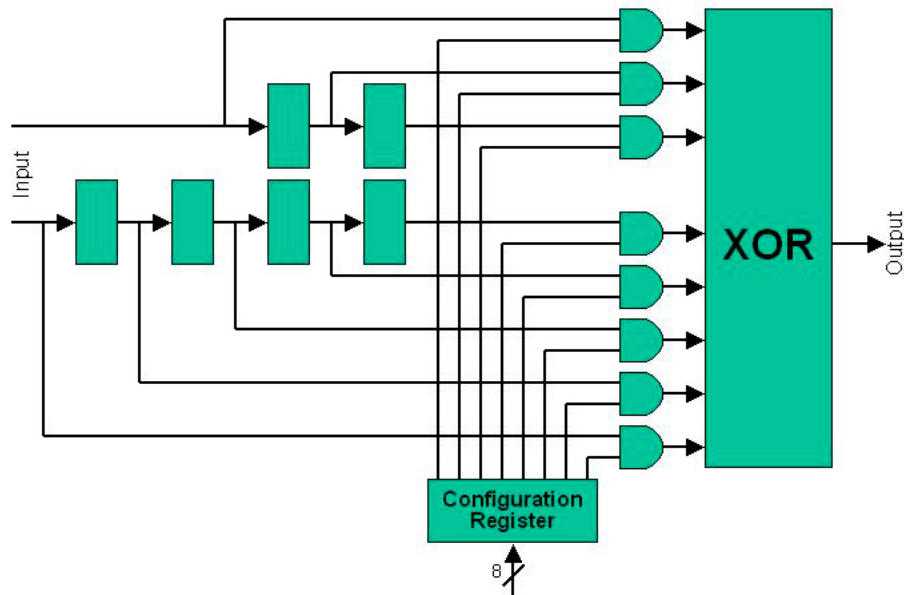 Input
XOR
Output
Configuration
Register
8